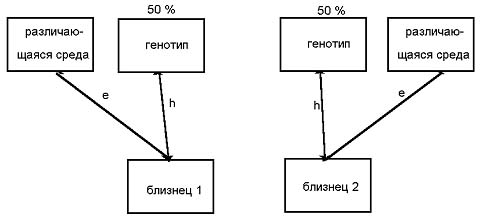 50 %
50 %
различаю-
щаяся среда
генотип
генотип
различаю-
щаяся среда
e
h
h
e
близнец 1
близнец 2